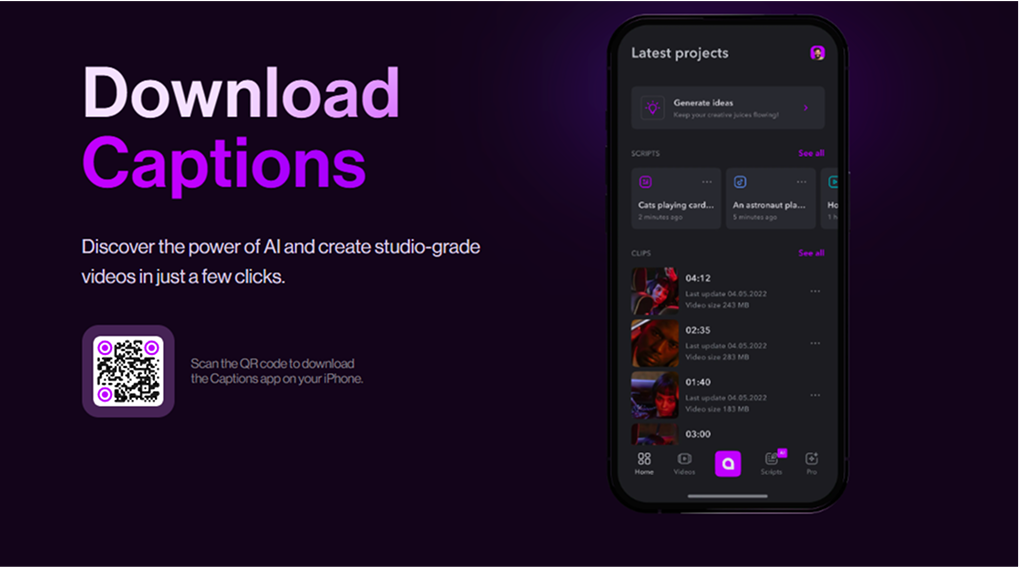 Download
Captions
Discover the power of AI and create studio-grade
videos in just a few clicks.
Scan the QR code to download
the Captions app on your iPhone.
Latest projects
Generate ideas
Keep your creative juices flowing!
SCRIPTS
See all
Cats playing card...
2 minutes ago
An astronaut pla...
5 minutes ago
Ho
1 h
CLIPS
See all
04:12
Last update 04.05.2022
Video size 243 MB
02:35
Last update 04.05.2022
Video size 283 MB
01:40
Last update 04.05.2022
Video size 183 MB
03:00
Home
Videos
AI
Scripts
Pro